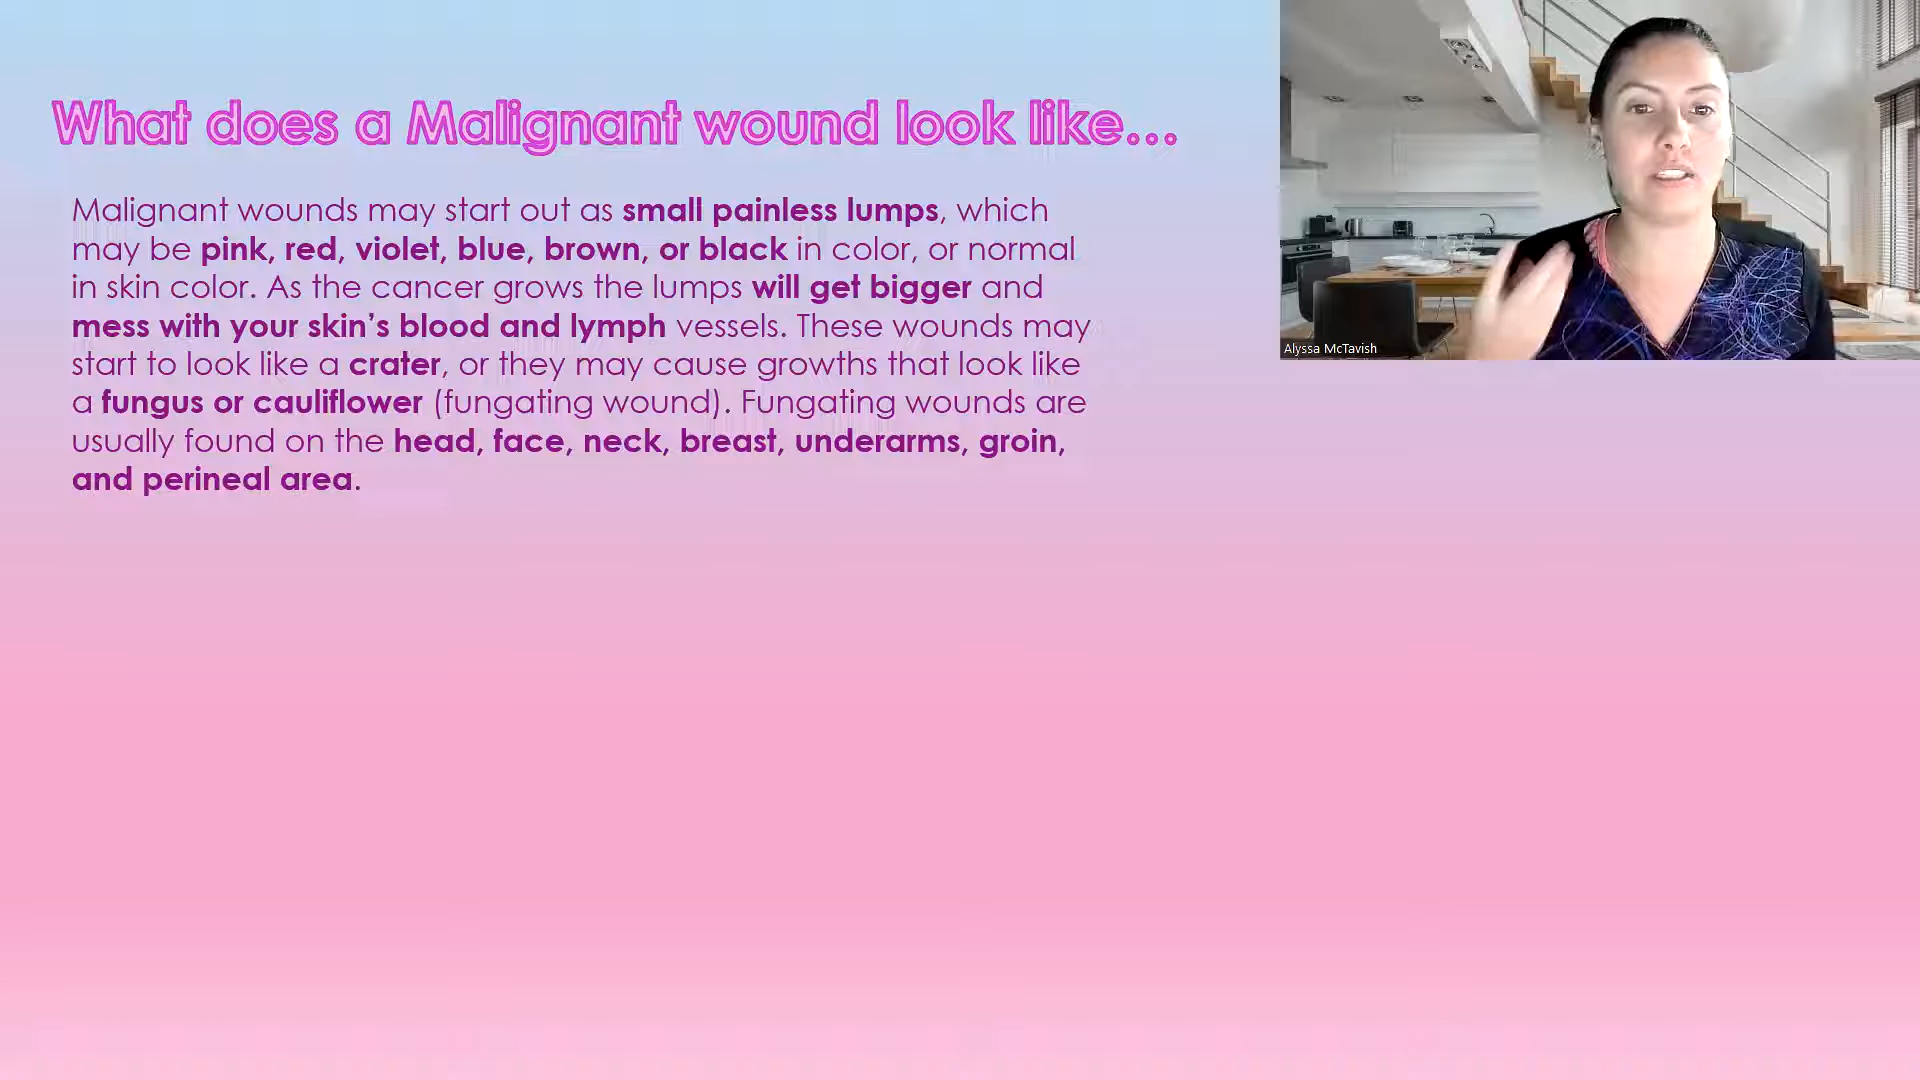 What does a Malignant wound look like...
Malignant wounds may start out as small painless lumps, which
may be pink, red, violet, blue, brown, or black in color, or normal
in skin color. As the cancer grows the lumps will get bigger and
mess with your skin’s blood and lymph vessels. These wounds may
start to look like a crater, or they may cause growths that look like
a fungus or cauliflower (fungating wound). Fungating wounds are
usually found on the head, face, neck, breast, underarms, groin,
and perineal area.
Alyssa McTavish